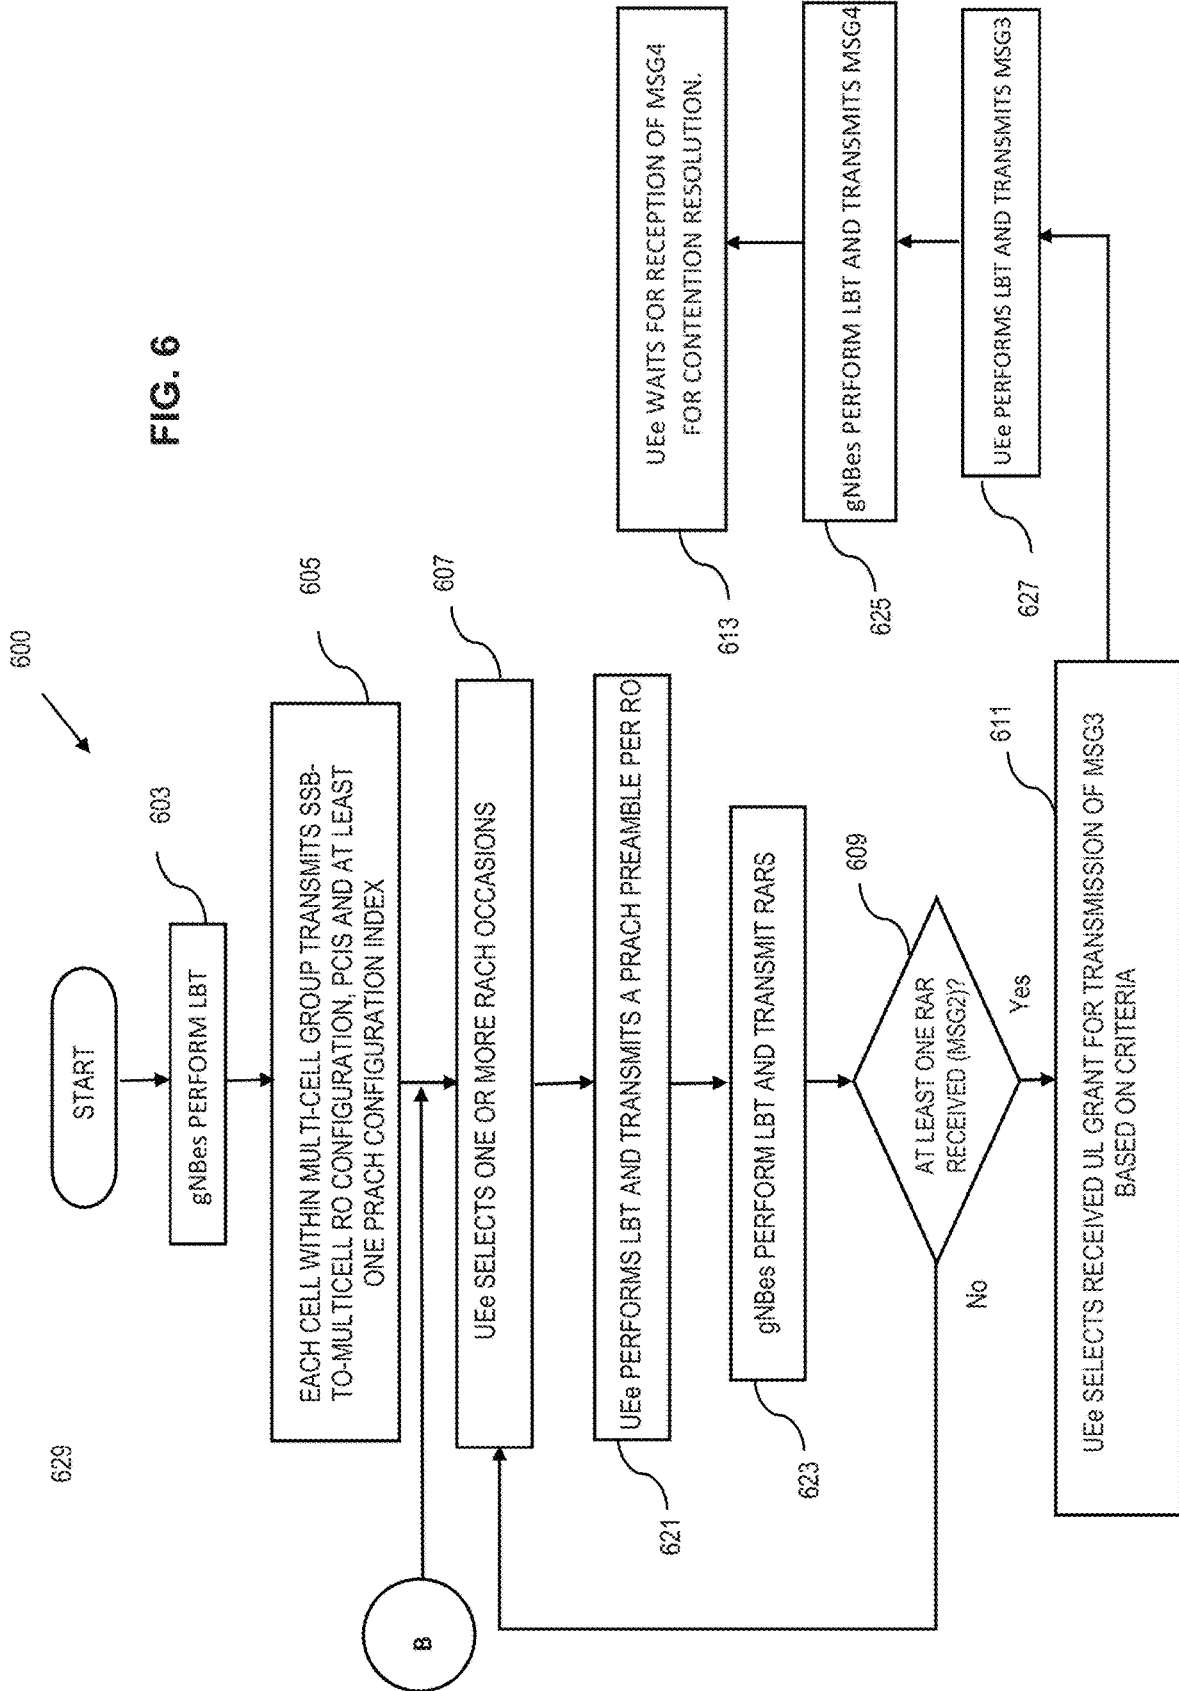 FIG. 6
600
629
START
603
gNBes PERFORM LBT
605
EACH CELL WITHIN MULTI-CELL GROUP TRANSMITS SSB-
TO-MULTICELL RO CONFIGURATION, PCIS AND AT LEAST
ONE PRACH CONFIGURATION INDEX
B
607
UEe SELECTS ONE OR MORE RACH OCCASIONS
621
UEe PERFORMS LBT AND TRANSMITS A PRACH PREAMBLE PER RO
623
gNBes PERFORM LBT AND TRANSMIT RARS
609
AT LEAST ONE RAR
RECEIVED (MSG2)?
No
Yes
611
UEe SELECTS RECEIVED UL GRANT FOR TRANSMISSION OF MSG3
BASED ON CRITERIA
627
UEe PERFORMS LBT AND TRANSMITS MSG3
625
gNBes PERFORM LBT AND TRANSMITS MSG4
613
UEe WAITS FOR RECEPTION OF MSG4
FOR CONTENTION RESOLUTION.